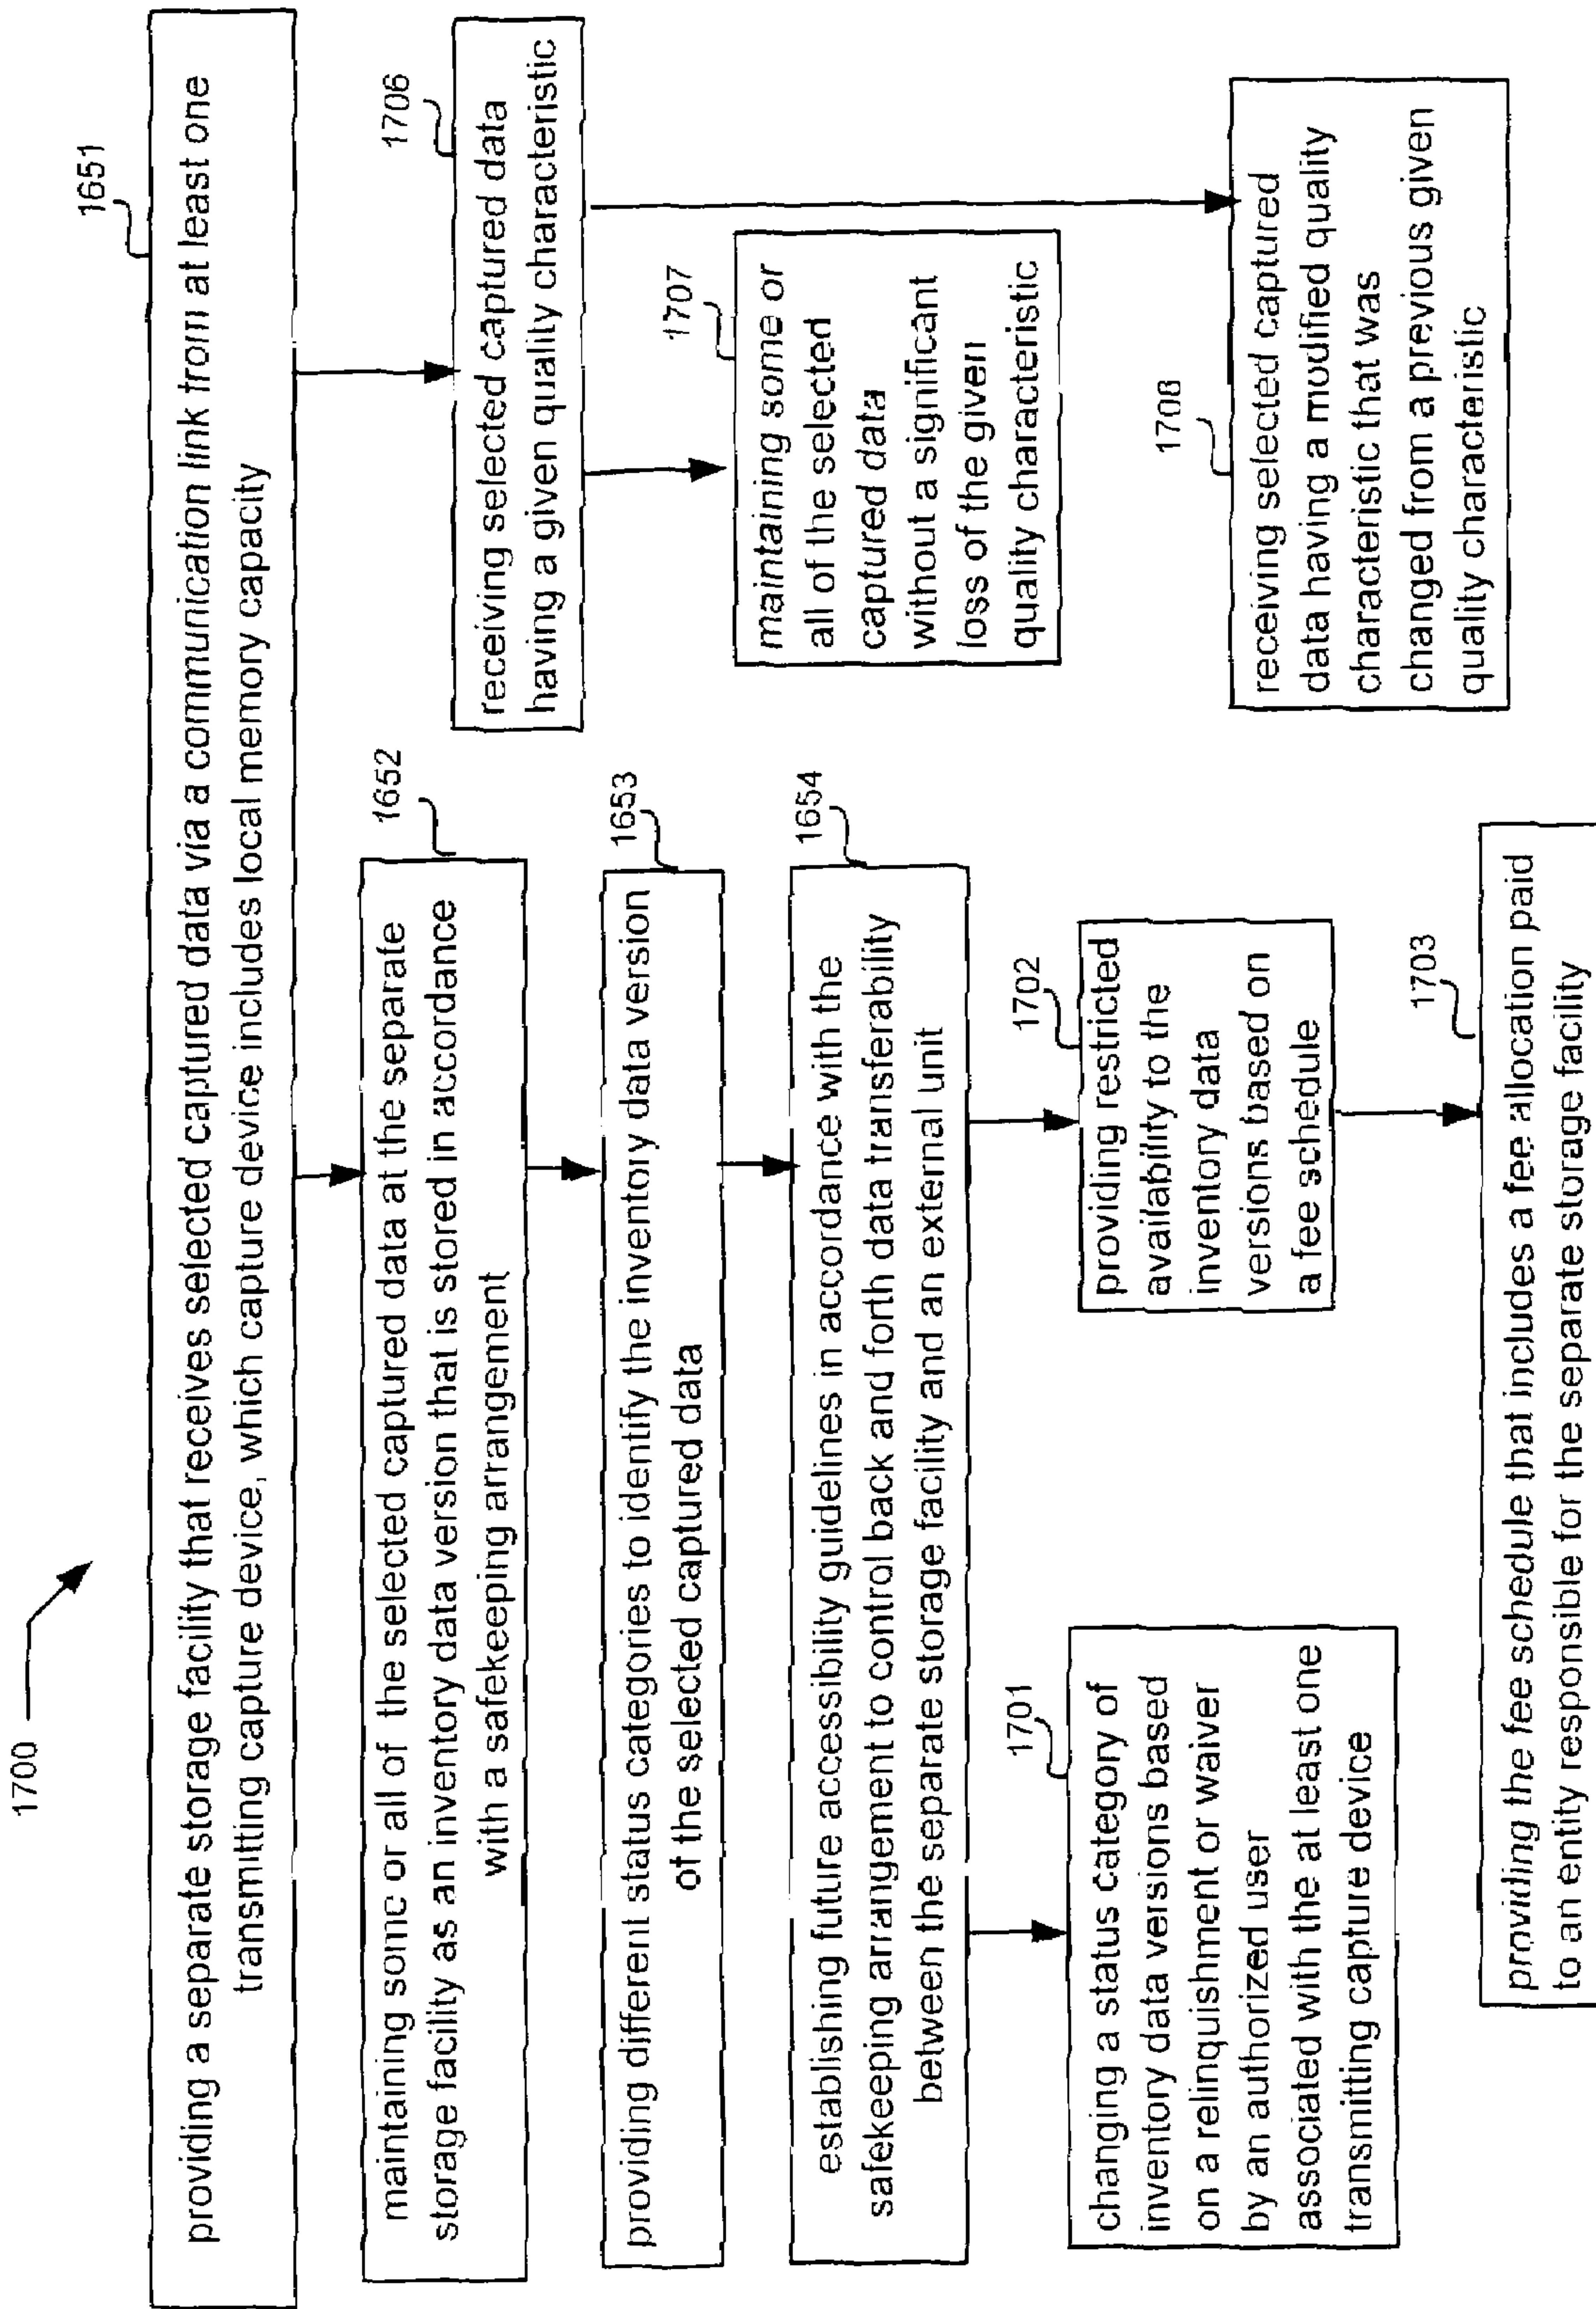 1700
1651
providing a separate storage facility that receives selected captured data via a communication link from at least one
transmitting capture device, which capture device includes local memory capacity
1652
maintaining some or all of the selected captured data at the separate
storage facility as an inventory data version that is stored in accordance
with a safekeeping arrangement
1653
providing different status categories to identify the inventory data version
of the selected captured data
1654
establishing future accessibility guidelines in accordance with the
safekeeping arrangement to control back and forth data transferability
between the separate storage facility and an external unit
1701
changing a status category of
inventory data versions based
on a relinquishment or waiver
by an authorized user
associated with the at least one
transmitting capture device
1702
providing restricted
availability to the
inventory data
versions based on
a fee schedule
1703
providing the fee schedule that includes a fee allocation paid
to an entity responsible for the separate storage facility
1706
receiving selected captured data
having a given quality characteristic
1707
maintaining some or
all of the selected
captured data
without a significant
loss of the given
quality characteristic
1708
receiving selected captured
data having a modified quality
characteristic that was
changed from a previous given
quality characteristic